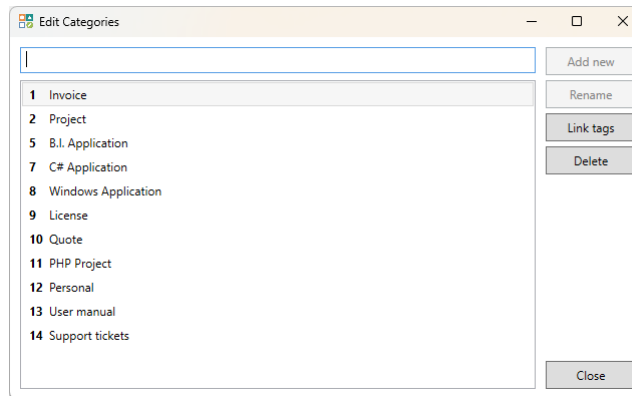 Edit Categories
Add new
1 Invoice
Rename
2 Project
Link tags
5 B.I. Application
7 C# Application
Delete
8 Windows Application
9 License
10 Quote
11 PHP Project
12 Personal
13 User manual
14 Support tickets
Close